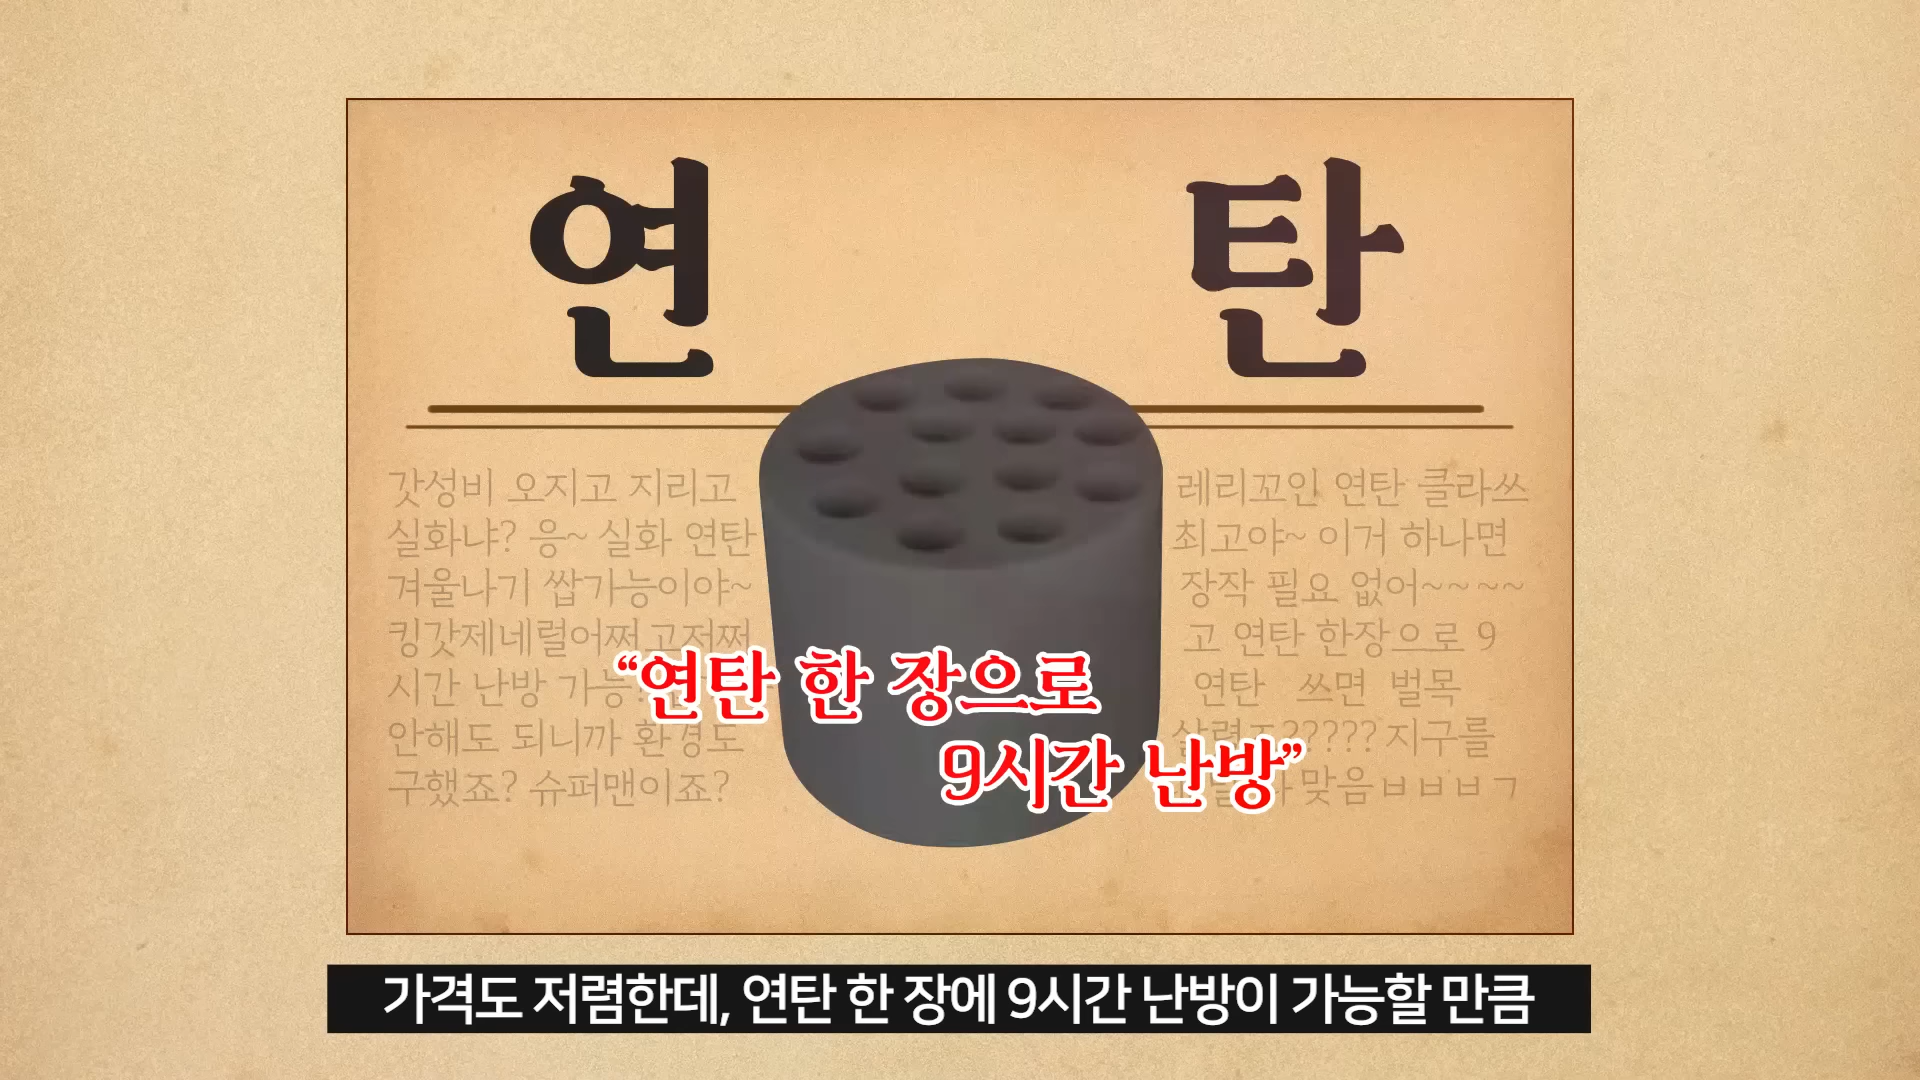 연 탄
갓성비 오지고 지리고
실화냐? 응~ 실화 연탄
겨울나기 쌉가능이야~
킹갓제네럴어쩌고저쩌
시간 난방 가능
안해도 되니까 환경도
구했죠? 슈퍼맨이죠?
레리꼬인 연탄 클라쓰
최고야~ 이거 하나면
장작 필요 없어~~~~
고 연탄 한장으로 9
연탄 쓰면 벌목
?????지구를
맞음ㅂㅂㅂㄱ
“연탄 한 장으로
9시간 난방”
가격도 저렴한데, 연탄 한 장에 9시간 난방이 가능할 만큼